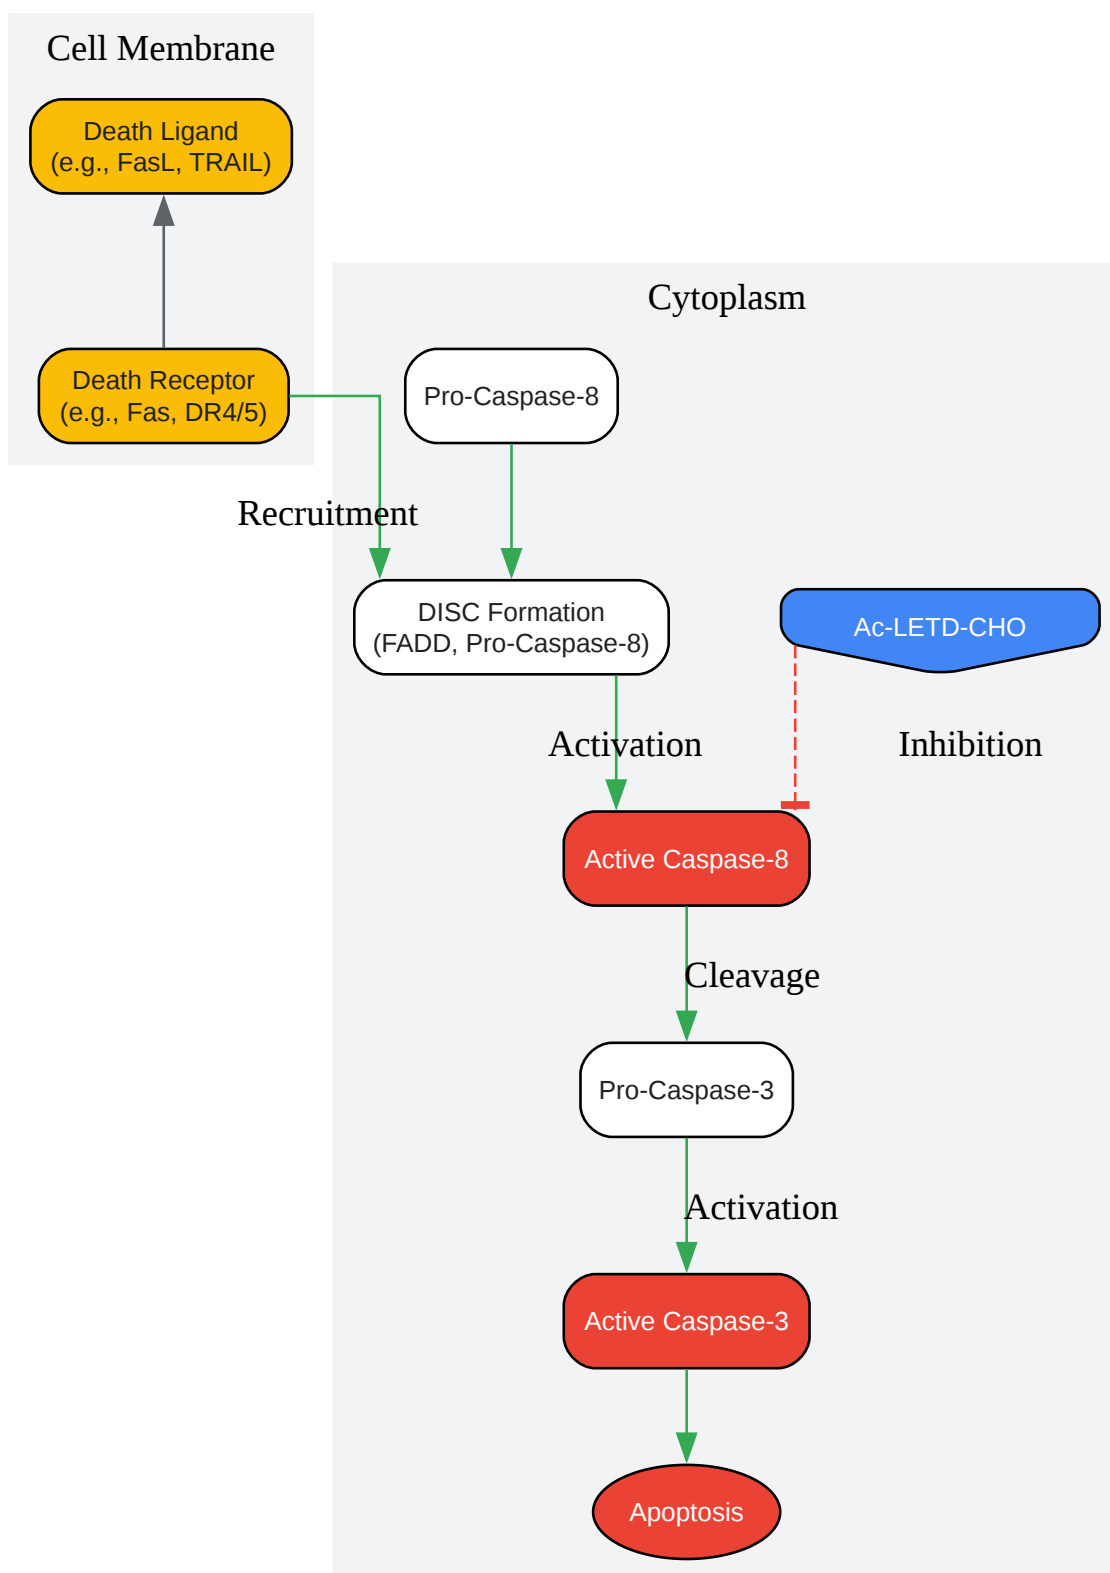 Cell Membrane
Death Ligand
(e.g., FasL, TRAIL)
Cytoplasm
Death Receptor
(e.g., Fas, DR4/5)
Pro-Caspase-8
Recruitment
DISC Formation
(FADD, Pro-Caspase-8)
Ac-LETD-CHO
Activation
Inhibition
Active Caspase-8
Cleavage
Pro-Caspase-3
Activation
Active Caspase-3
Apoptosis